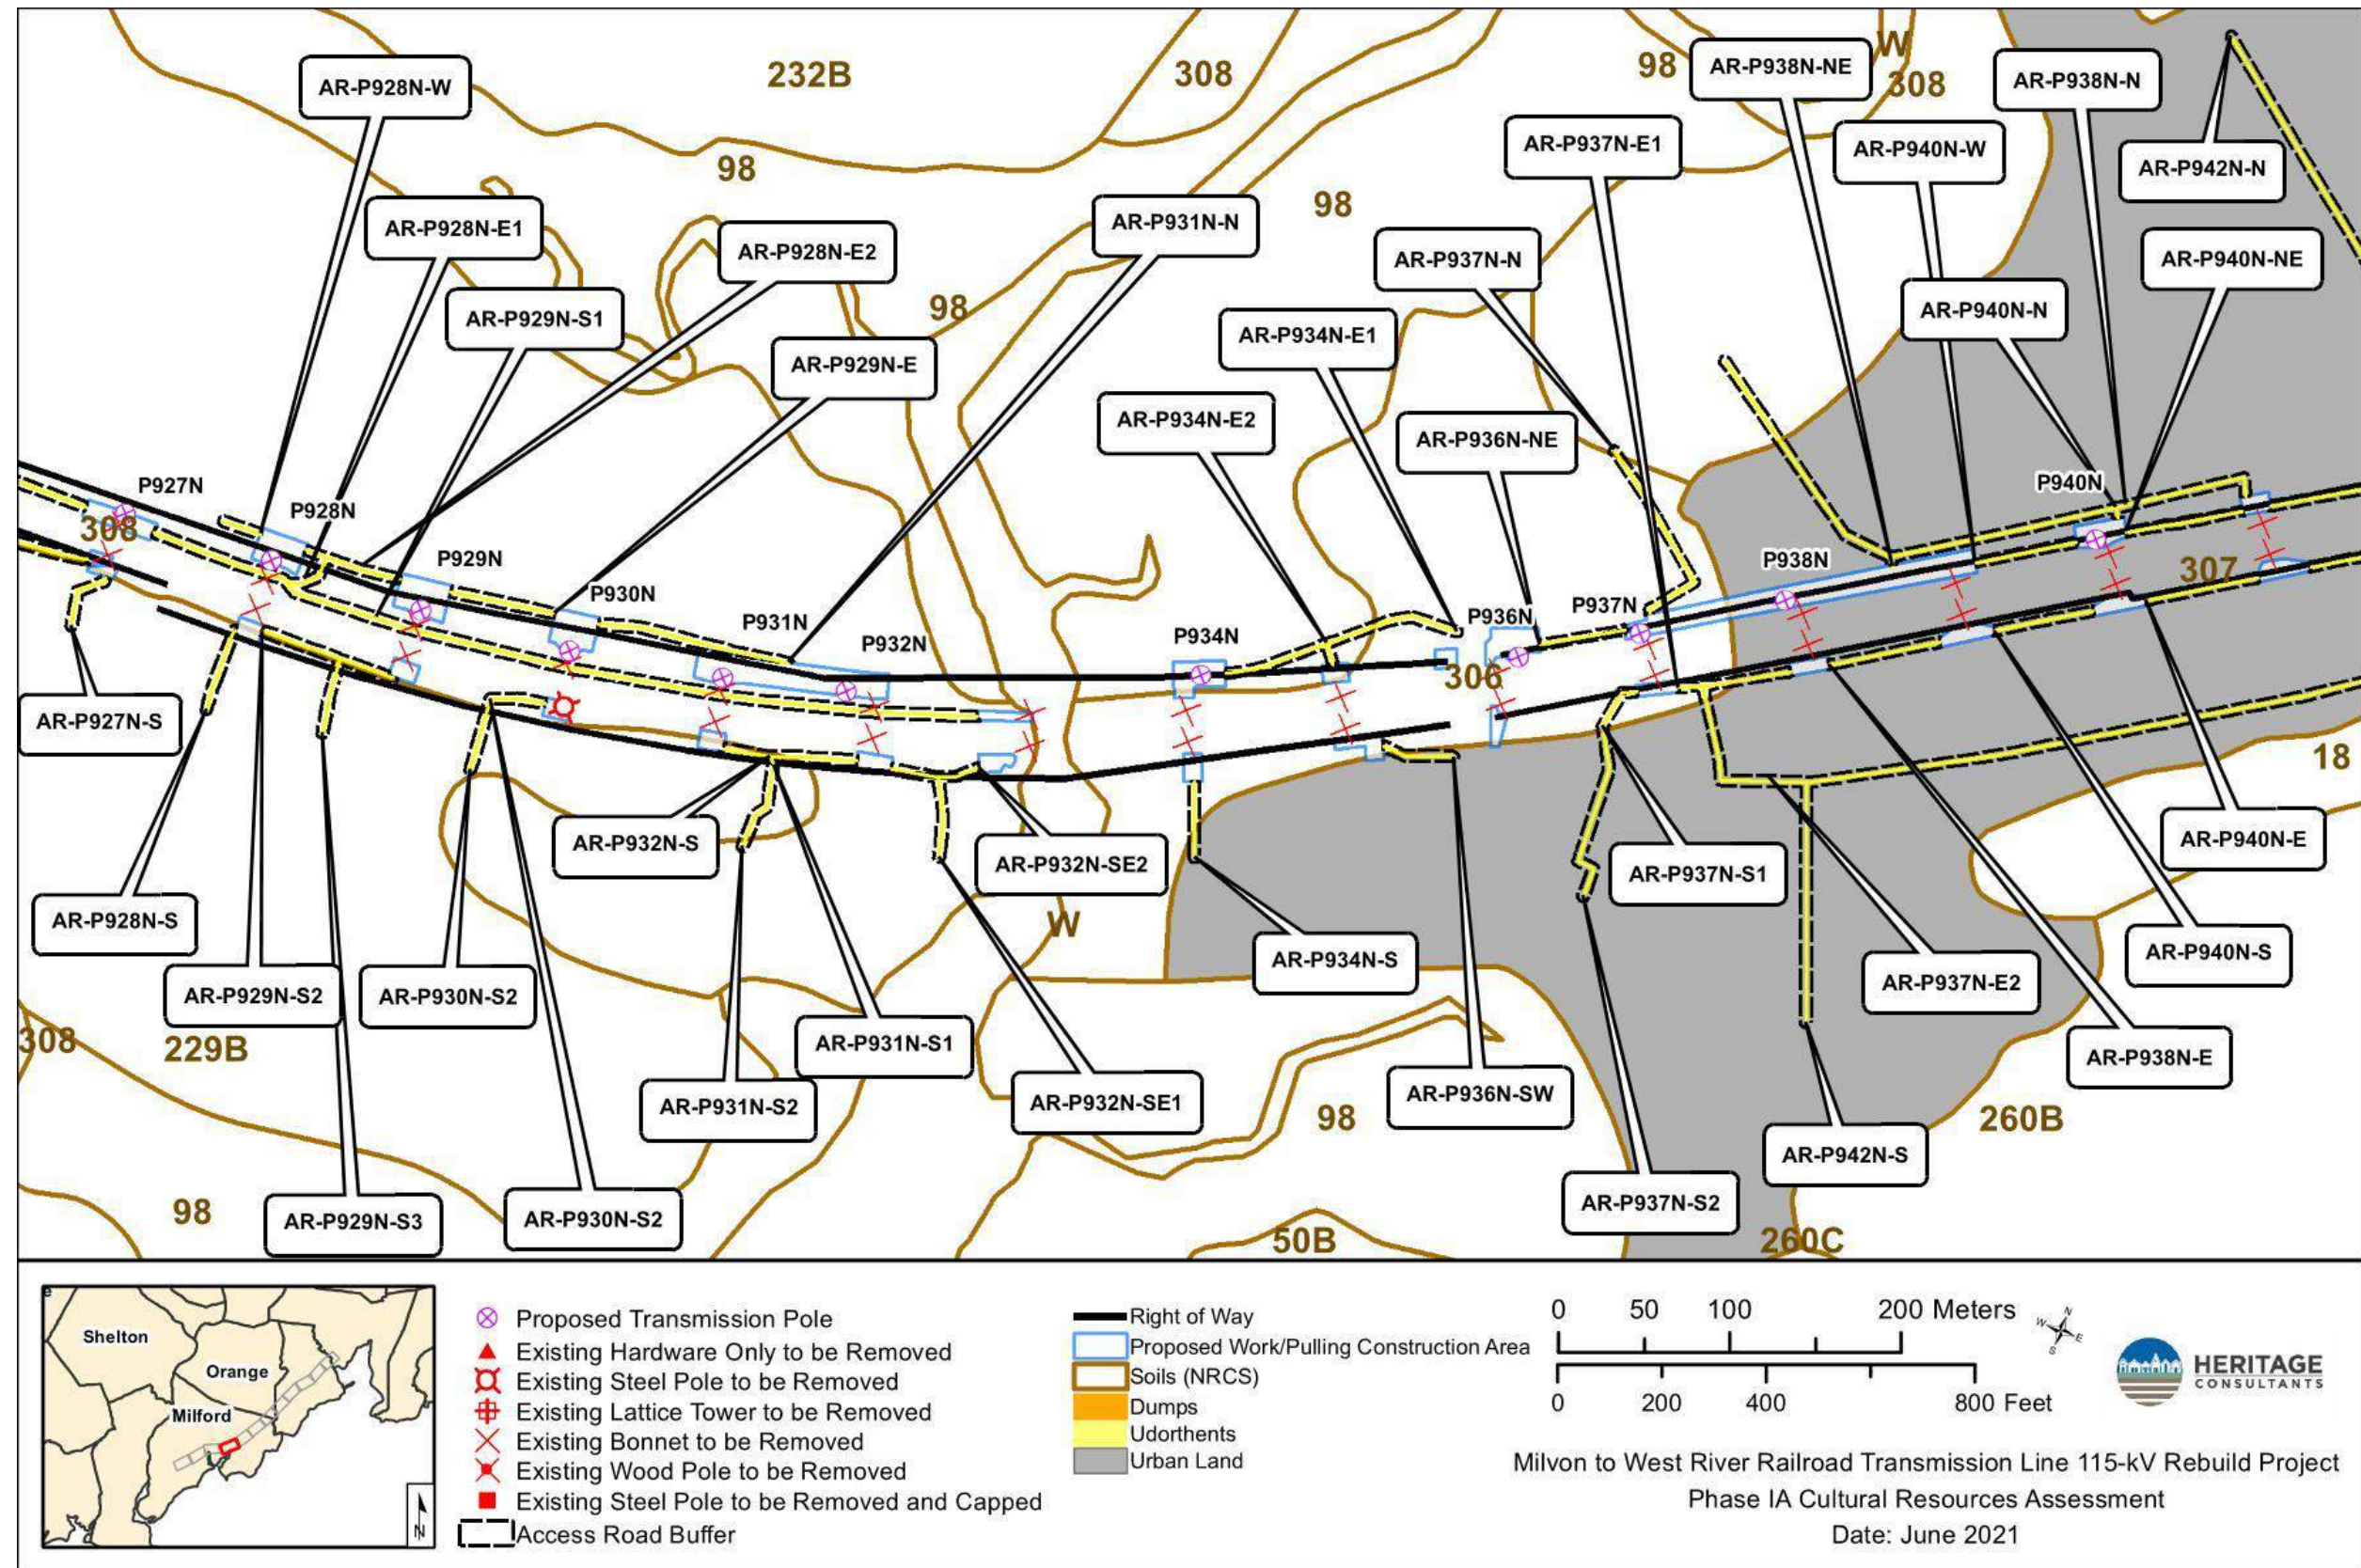 232B
308
98
W
308
AR-P928N-W
AR-P938N-NE
AR-P938N-N
AR-P937N-E1
AR-P940N-W
AR-P942N-N
98
98
AR-P928N-E1
AR-P928N-E2
AR-P931N-N
AR-P937N-N
AR-P940N-NE
AR-P929N-S1
98
AR-P934N-E1
AR-P940N-N
AR-P929N-E
AR-P934N-E2
AR-P936N-NE
P927N
308
P928N
P929N
P930N
P931N
P932N
P934N
P936N
306
P937N
P938N
P940N
307
AR-P927N-S
18
AR-P932N-S
AR-P932N-SE2
AR-P937N-S1
AR-P940N-E
AR-P928N-S
W
AR-P934N-S
AR-P940N-S
AR-P929N-S2
AR-P930N-S2
AR-P937N-E2
308
229B
AR-P931N-S1
AR-P938N-E
AR-P931N-S2
AR-P932N-SE1
98
AR-P936N-SW
260B
AR-P942N-S
98
AR-P929N-S3
AR-P930N-S2
AR-P937N-S2
50B
260C
e
Shelton
Orange
Milford
N
Proposed Transmission Pole
Existing Hardware Only to be Removed
Existing Steel Pole to be Removed
Existing Lattice Tower to be Removed
Existing Bonnet to be Removed
Existing Wood Pole to be Removed
Existing Steel Pole to be Removed and Capped
Access Road Buffer
Right of Way
Proposed Work/Pulling Construction Area
Soils (NRCS)
Dumps
Udorthents
Urban Land
0 50 100 200 Meters
0 200 400 800 Feet
N
W E
S
HERITAGE
CONSULTANTS
Milvon to West River Railroad Transmission Line 115-kV Rebuild Project
Phase IA Cultural Resources Assessment
Date: June 2021